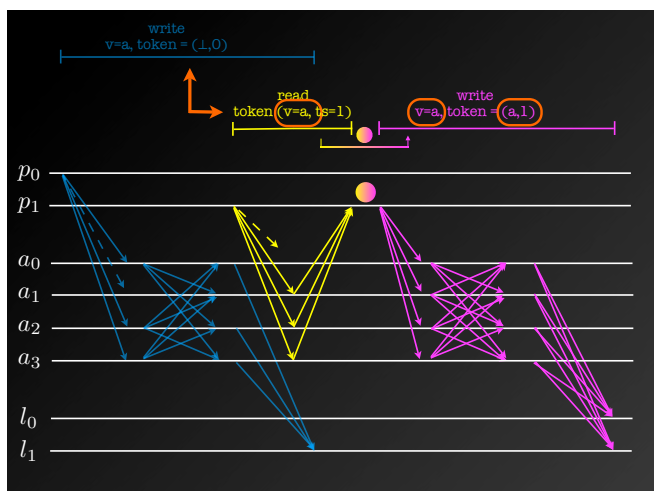 write
v=a, token = (⊥,0)
read
token (v=a, ts=1)
write
v=a, token = (a,1)
p₀
p₁
a₀
a₁
a₂
a₃
l₀
l₁